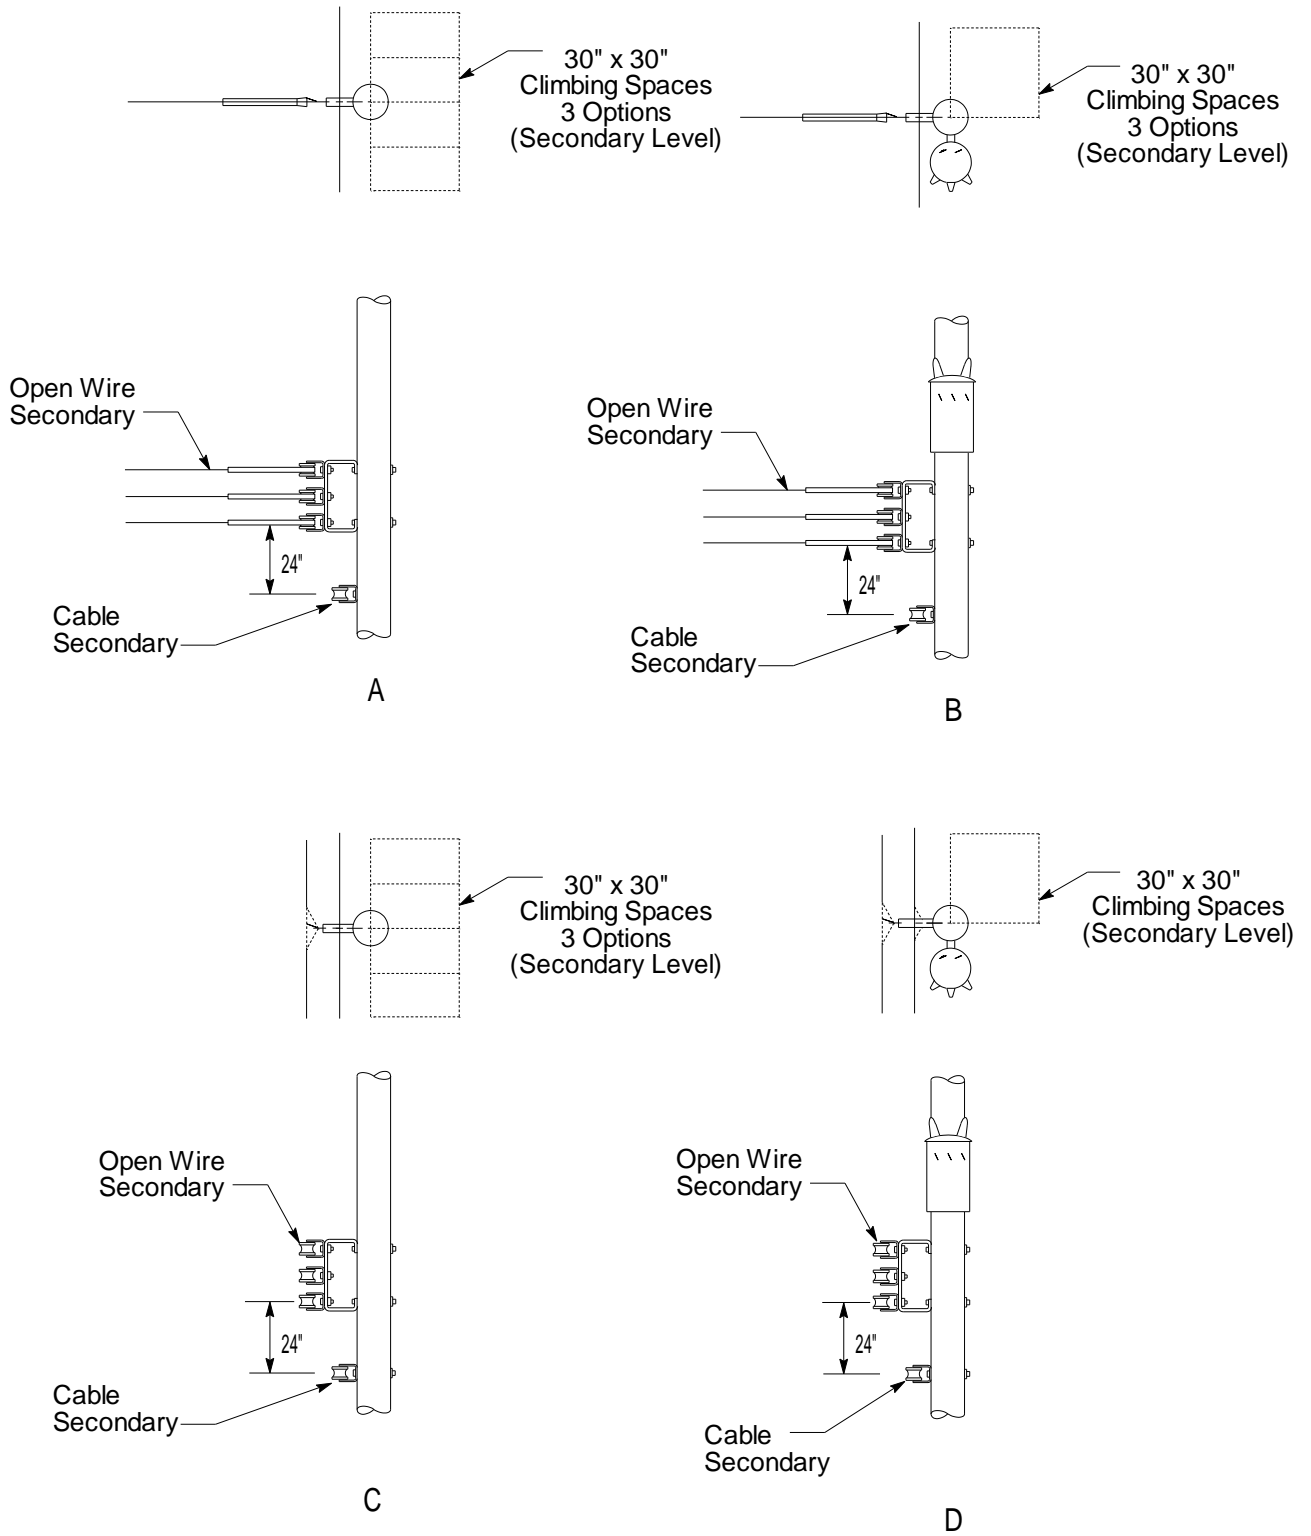 30" x 30"
Climbing Spaces
3 Options
(Secondary Level)
30" x 30"
Climbing Spaces
3 Options
(Secondary Level)
Open Wire
Secondary
24"
Cable
Secondary
A
Open Wire
Secondary
24"
Cable
Secondary
B
30" x 30"
Climbing Spaces
3 Options
(Secondary Level)
30" x 30"
Climbing Spaces
(Secondary Level)
Open Wire
Secondary
24"
Cable
Secondary
C
Open Wire
Secondary
24"
Cable
Secondary
D